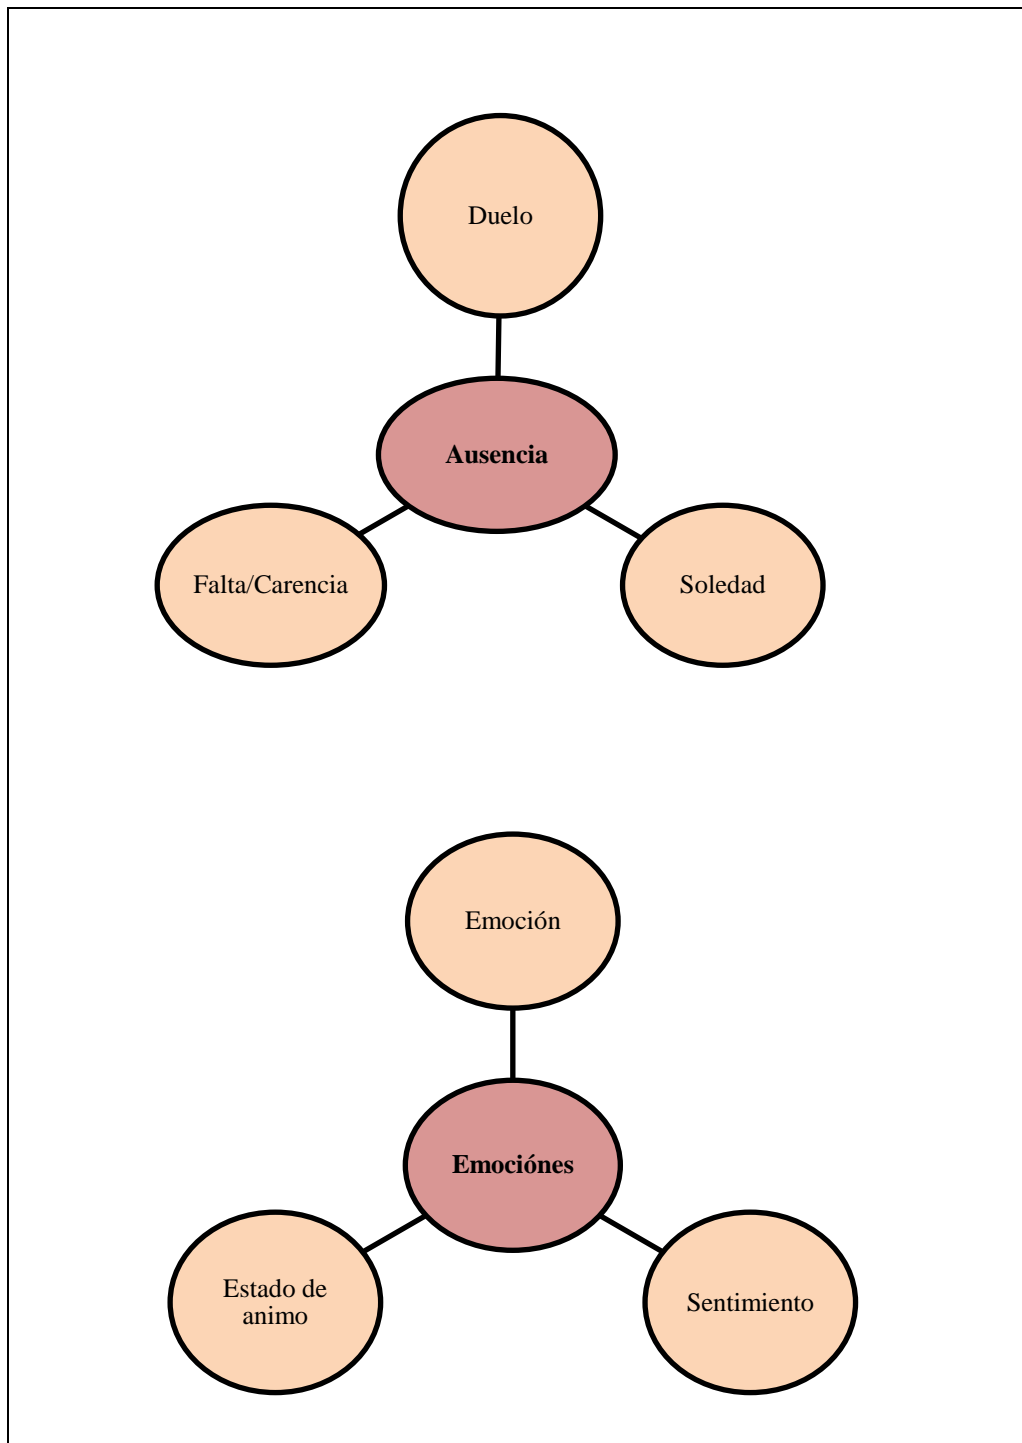 Duelo
Ausencia
Falta/Carencia
Soledad
Emoción
Emociónes
Estado de
animo
Sentimiento